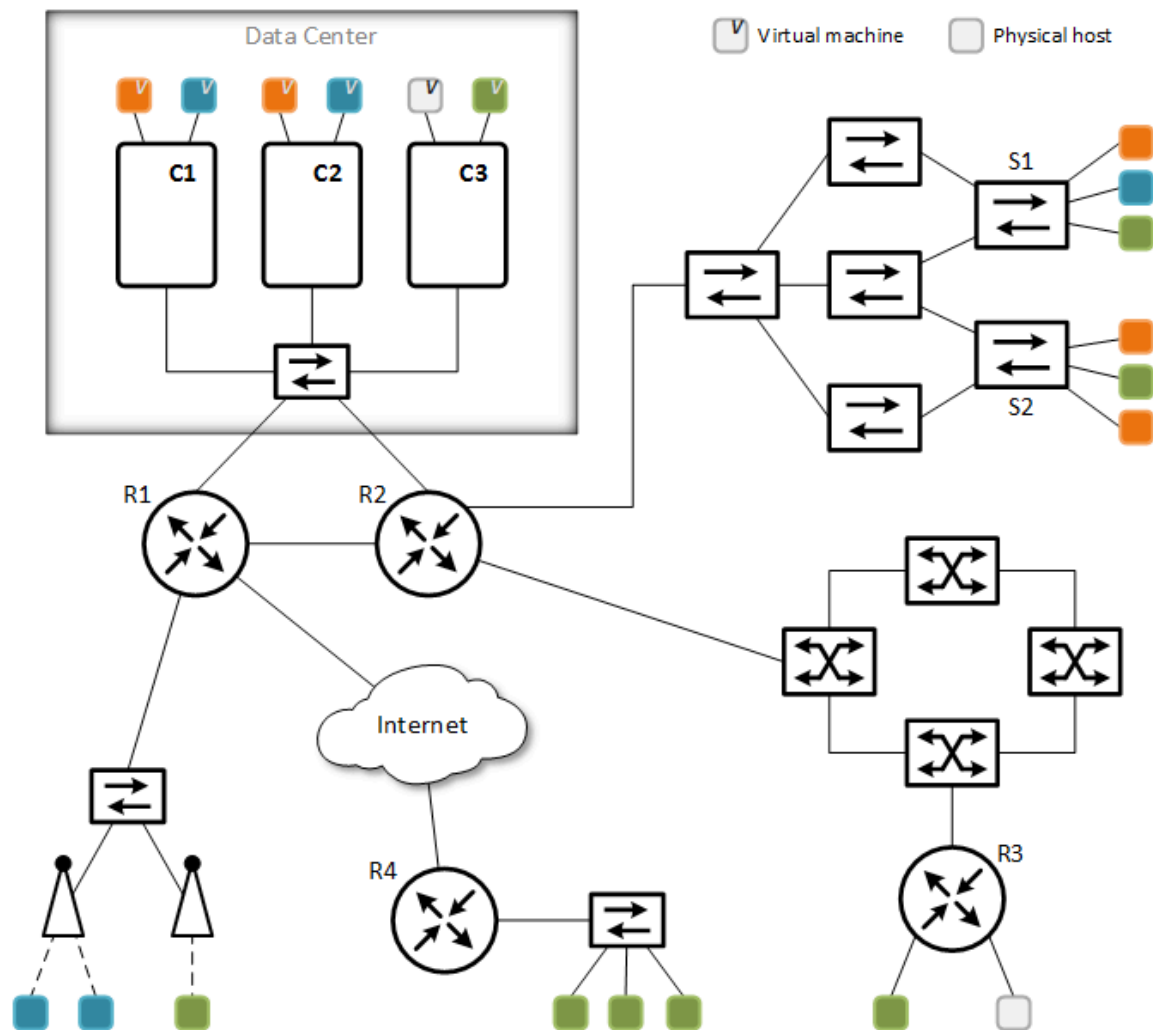 Data Center
V Virtual machine
Physical host
V V V V V V
C1 C2 C3
S1
S2
R1
R2
Internet
R4
R3